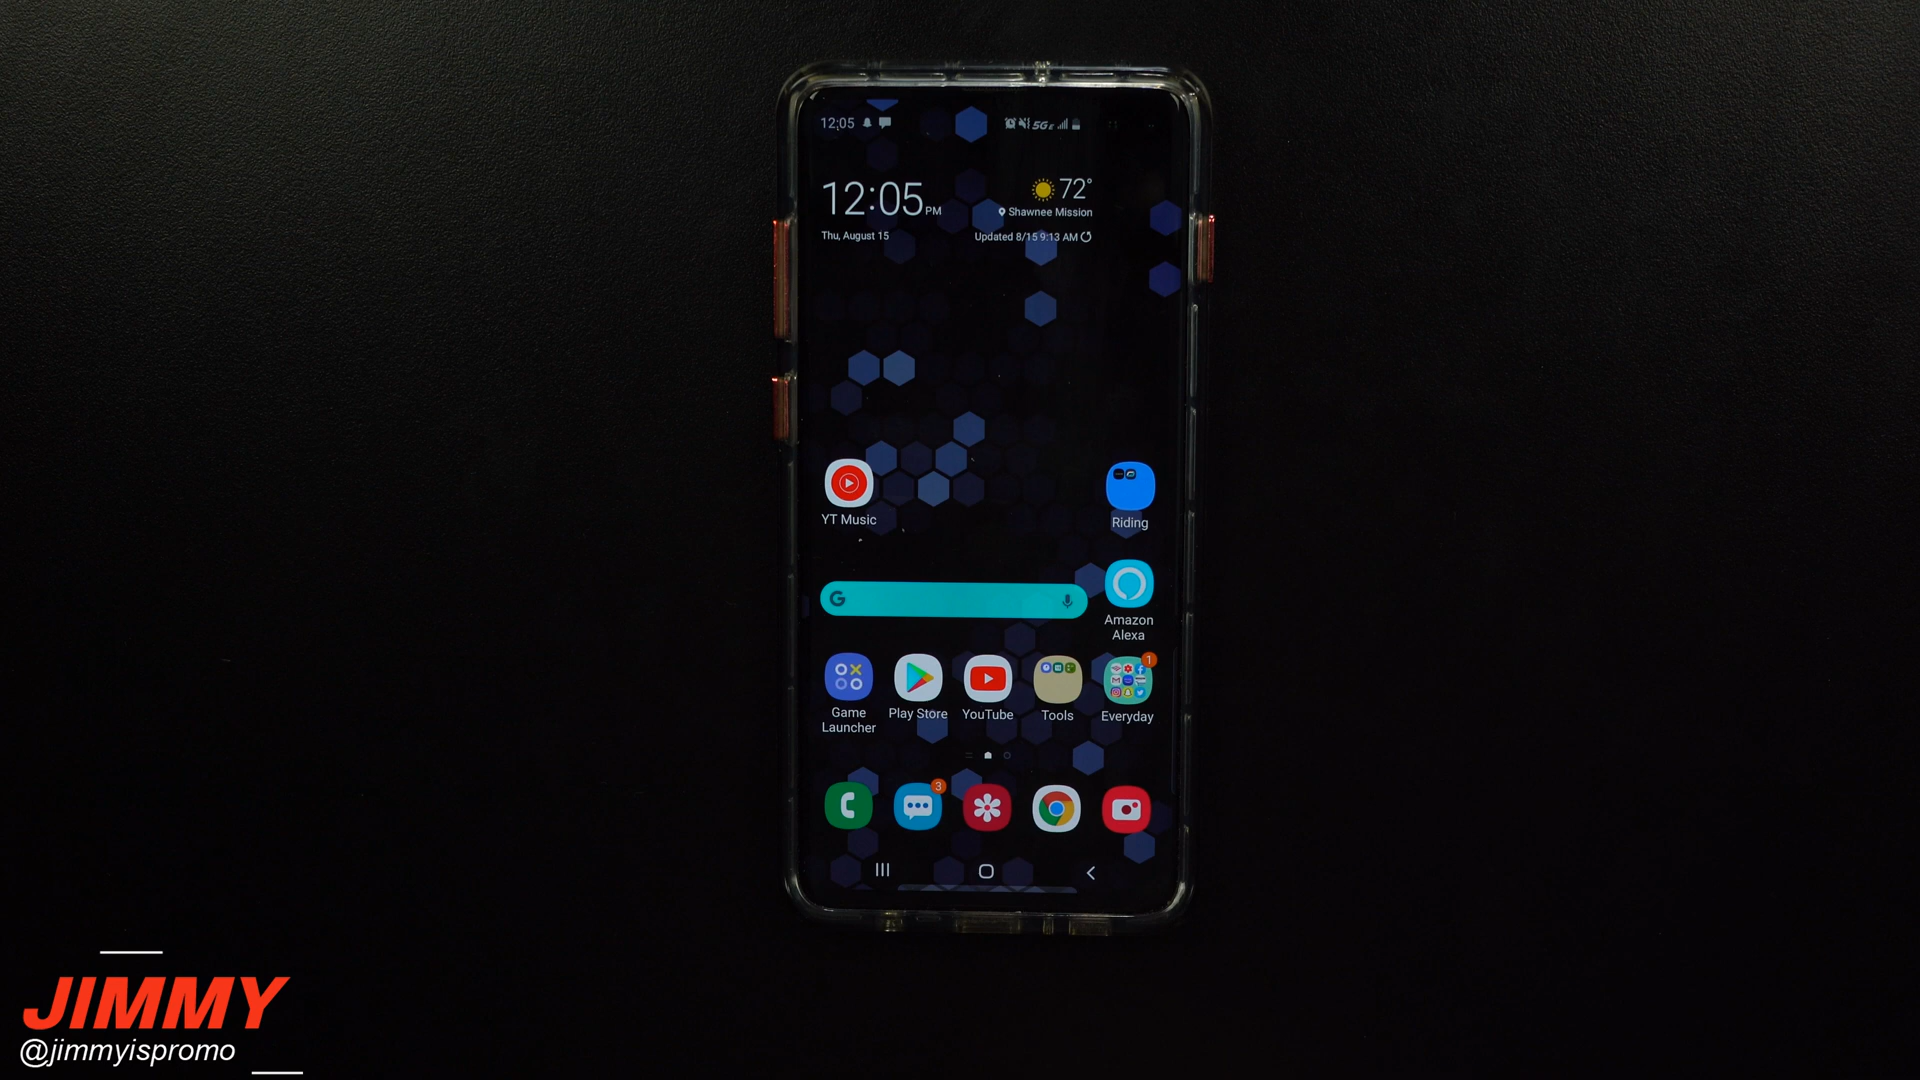 12:05
5GE
12:05 PM
72°
Shawnee Mission
Thu, August 15
Updated 8/15 9:13 AM
YT Music
Riding
G
Amazon
Alexa
1
Game
Launcher
Play Store
YouTube
Tools
Everyday
3
JIMMY
@jimmyispromo